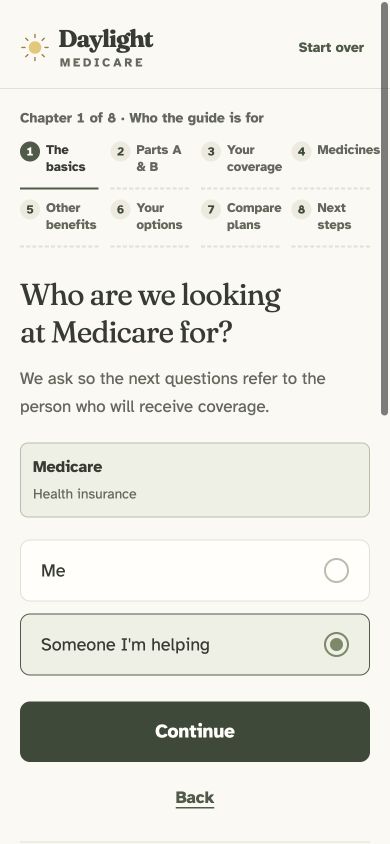 Daylight
MEDICARE
Start over
Chapter 1 of 8 · Who the guide is for
1 The basics
2 Parts A & B
3 Your coverage
4 Medicines
5 Other benefits
6 Your options
7 Compare plans
8 Next steps
Who are we looking
at Medicare for?
We ask so the next questions refer to the
person who will receive coverage.
Medicare
Health insurance
Me
Someone I'm helping
Continue
Back